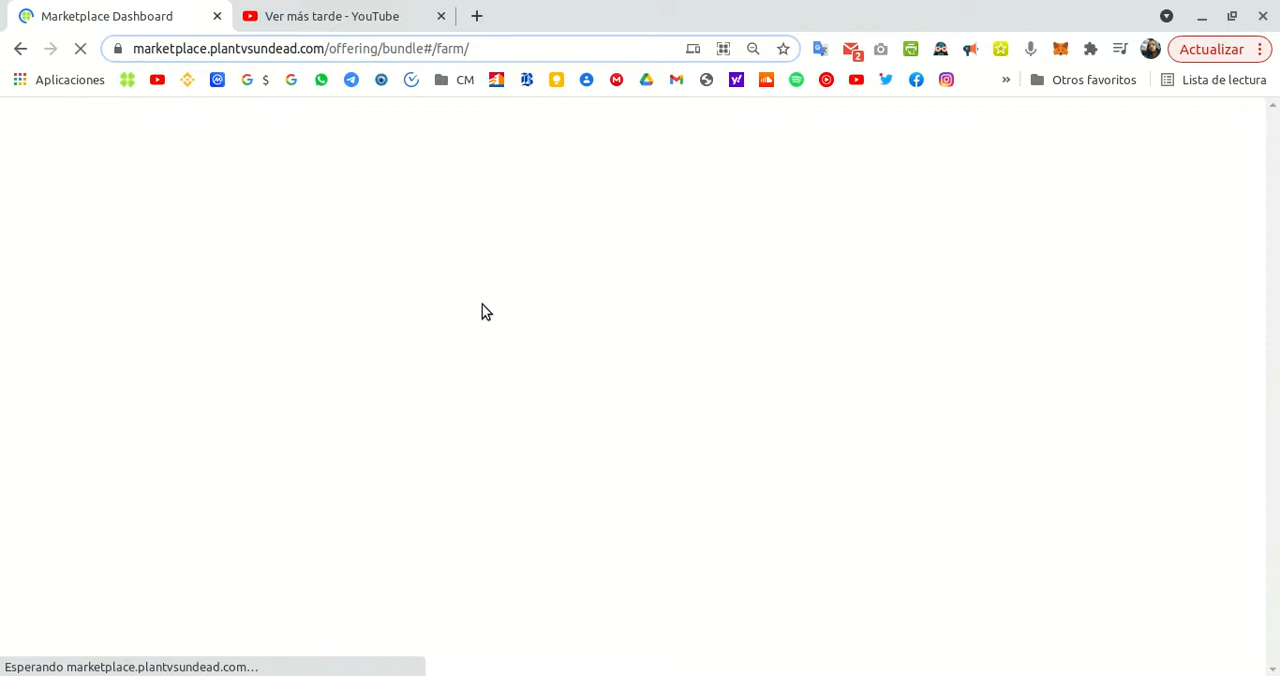 Marketplace Dashboard
Ver más tarde - YouTube
marketplace.plantvsundead.com/offering/bundle#/farm/
2
Actualizar
Aplicaciones
$
CM
»
Otros favoritos
Lista de lectura
Esperando marketplace.plantvsundead.com...